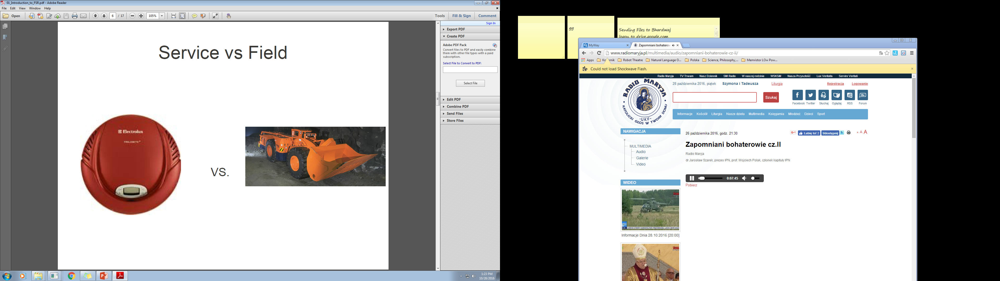 01_Introduction_to_FSR.pdf - Adobe Reader
File Edit View Window Help
Open 6 / 17 105% Tools Fill & Sign Comment
Service vs Field
Electrolux
VS.
Sign In
Export PDF
Create PDF
Adobe PDF Pack
Convert files to PDF and easily combine
them with other file types with a paid
subscription.
Select File to Convert to PDF:
Select File
Edit PDF
Combine PDF
Send Files
Store Files
1:23 PM
10/28/2016
gg
Sending Files to Bhardwaj
logon to drive.google.com
MyWay
Zapomniani bohaterov
www.radiomaryja.pl/multimedia/audio/zapomniani-bohaterowie-cz-ii/
Apps Robot Theatre Natural Language O... Polska Science, Philosophy,... Memristor LOw Pow...
Could not load Shockwave Flash.
Radio Maryja TV Trwam Nasz Dziennik SIM Radio W naszej rodzinie WSKSiM Nasza Przyszłość Lux Veritatis Servire Veritati
RADIO MARYJA
KATOLICKI GŁOS W TWOIM DOMU
UKF
28 października 2016, piątek Szymona i Tadeusza Liturgia Rejestracja Logowanie
Szukaj
Facebook Twitter Słuchaj Oglądaj RSS Forum
Informacje Kościół Liturgia Nasze dzieła Multimedia Księgarnia Młodzież Dzieci Sport
NAWIGACJA
MULTIMEDIA
Audio
Galerie
Video
26 października 2016, godz. 21:30
G+1 Lubię to! 2 Udostępnij A A A
Zapomniani bohaterowie cz.II
Radio Maryja
dr Jarosław Szarek, prezes IPN, prof. Wojciech Polak, członek kapituły IPN
0:07:45
Pobierz
WIDEO
Informacje Dnia 28.10.2016 [20:00]